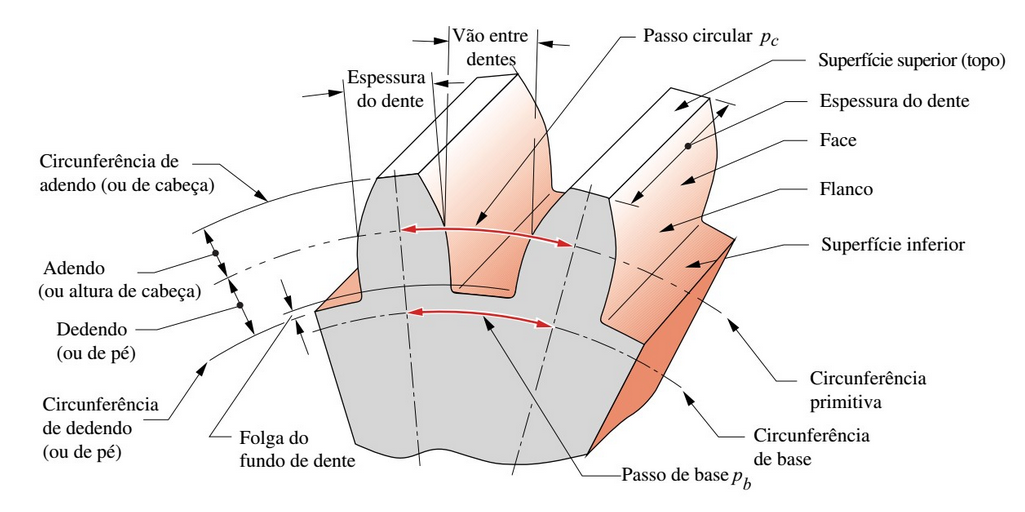 Vão entre
dentes
Passo circular pc
Superfície superior (topo)
Espessura
do dente
Espessura do dente
Face
Circunferência de
adendo (ou de cabeça)
Flanco
Superfície inferior
Adendo
(ou altura de cabeça)
Dedendo
(ou de pé)
Circunferência
primitiva
Circunferência
de dedendo
(ou de pé)
Folga do
fundo de dente
Circunferência
de base
Passo de base pb